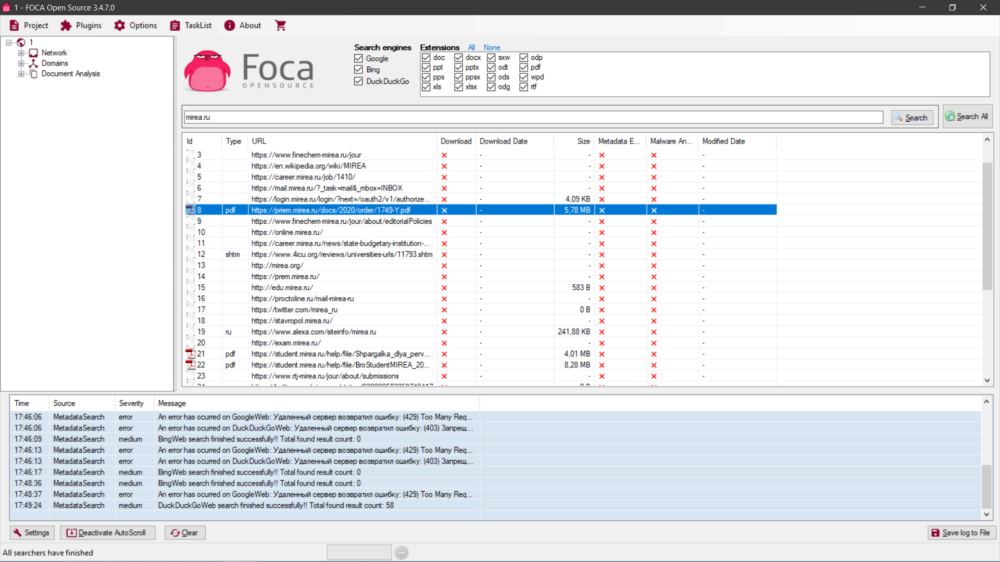 1 - FOCA Open Source 3.4.7.0
Project Plugins Options TaskList About
1
Network
Domains
Document Analysis
Foca
OPENSOURCE
Search engines
Google
Bing
DuckDuckGo
Extensions All None
doc docx sxw odp
ppt pptx odt pdf
pps ppsx ods wpd
xls xlsx odg rtf
mirea.ru
Search
Search All
Id Type URL Download Download Date Size Metadata E... Malware An... Modified Date
3 https://www.finechem-mirea.ru/jour - - -
4 https://en.wikipedia.org/wiki/MIREA - - -
5 https://career.mirea.ru/job/1410/ - - -
6 https://mail.mirea.ru/?_task=mail&_mbox=INBOX - - -
7 https://login.mirea.ru/login/?next=/oauth2/v1/authorize... - 4,09 KB -
8 pdf https://priem.mirea.ru/docs/2020/order/1749-Y.pdf - 5,78 MB -
9 https://www.finechem-mirea.ru/jour/about/editorialPolicies - - -
10 https://online.mirea.ru/ - - -
11 https://career.mirea.ru/news/state-budgetary-institution-... - - -
12 shtm https://www.4icu.org/reviews/universities-urls/11793.shtm - - -
13 http://mirea.org/ - - -
14 https://prem.mirea.ru/ - - -
15 http://edu.mirea.ru/ - 583 B -
16 https://proctoline.ru/mail-mirea-ru - - -
17 https://twitter.com/mirea_ru - 0 B -
18 https://stavropol.mirea.ru/ - - -
19 ru https://www.alexa.com/siteinfo/mirea.ru - 241,88 KB -
20 https://exam.mirea.ru/ - - -
21 pdf https://student.mirea.ru/help/file/Shpargalka_dlya_perv... - 4,01 MB -
22 pdf https://student.mirea.ru/help/file/BroStudentMIREA_20... - 8,28 MB -
23 https://www.rtj-mirea.ru/jour/about/submissions - - -
Time Source Severity Message
17:46:06 MetadataSearch error An error has ocurred on GoogleWeb: Удаленный сервер возвратил ошибку: (429) Too Many Req...
17:46:06 MetadataSearch error An error has ocurred on DuckDuckGoWeb: Удаленный сервер возвратил ошибку: (403) Запрещ...
17:46:09 MetadataSearch medium BingWeb search finished successfully!! Total found result count: 0
17:46:13 MetadataSearch error An error has ocurred on GoogleWeb: Удаленный сервер возвратил ошибку: (429) Too Many Req...
17:46:13 MetadataSearch error An error has ocurred on DuckDuckGoWeb: Удаленный сервер возвратил ошибку: (403) Запрещ...
17:46:17 MetadataSearch medium BingWeb search finished successfully!! Total found result count: 0
17:48:36 MetadataSearch medium BingWeb search finished successfully!! Total found result count: 0
17:48:37 MetadataSearch error An error has ocurred on GoogleWeb: Удаленный сервер возвратил ошибку: (429) Too Many Req...
17:49:24 MetadataSearch medium DuckDuckGoWeb search finished successfully!! Total found result count: 58
Settings Deactivate AutoScroll Clear Save log to File
All searchers have finished